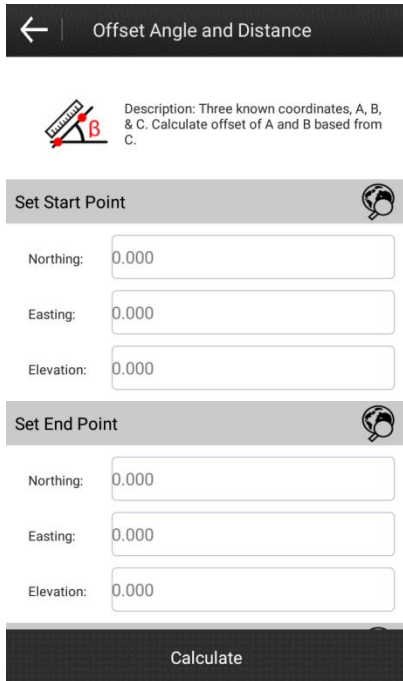 Offset Angle and Distance
Description: Three known coordinates, A, B,
& C. Calculate offset of A and B based from
C.
β
Set Start Point
Northing: 0.000
Easting: 0.000
Elevation: 0.000
Set End Point
Northing: 0.000
Easting: 0.000
Elevation: 0.000
Calculate